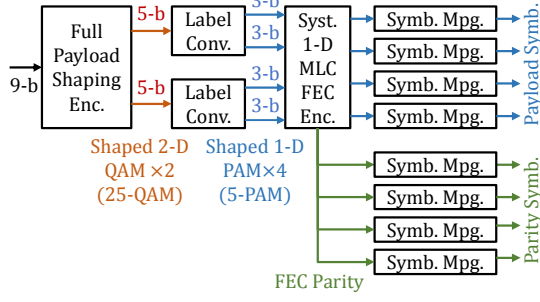 9-b
Full
Payload
Shaping
Enc.
5-b
5-b
Label
Conv.
Label
Conv.
3-b
3-b
3-b
3-b
Syst.
1-D
MLC
FEC
Enc.
Symb. Mpg.
Symb. Mpg.
Symb. Mpg.
Symb. Mpg.
Payload Symb.
Shaped 2-D
QAM ×2
(25-QAM)
Shaped 1-D
PAM×4
(5-PAM)
Symb. Mpg.
Symb. Mpg.
Symb. Mpg.
Symb. Mpg.
Parity Symb.
FEC Parity